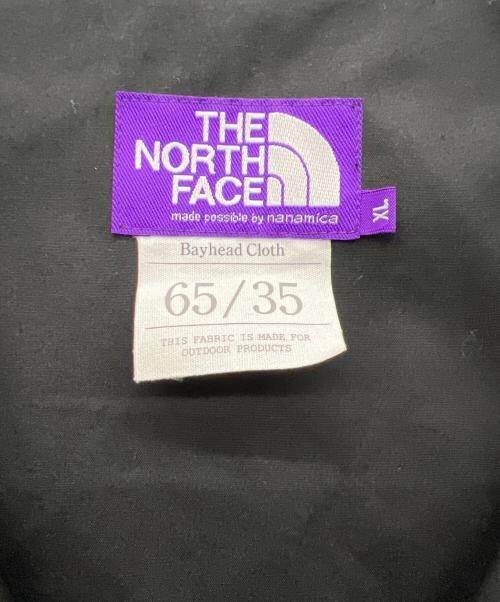 THE
NORTH
FACE
made possible by nanamica
XL
Bayhead Cloth
65/35
THIS FABRIC IS MADE FOR
OUTDOOR PRODUCTS